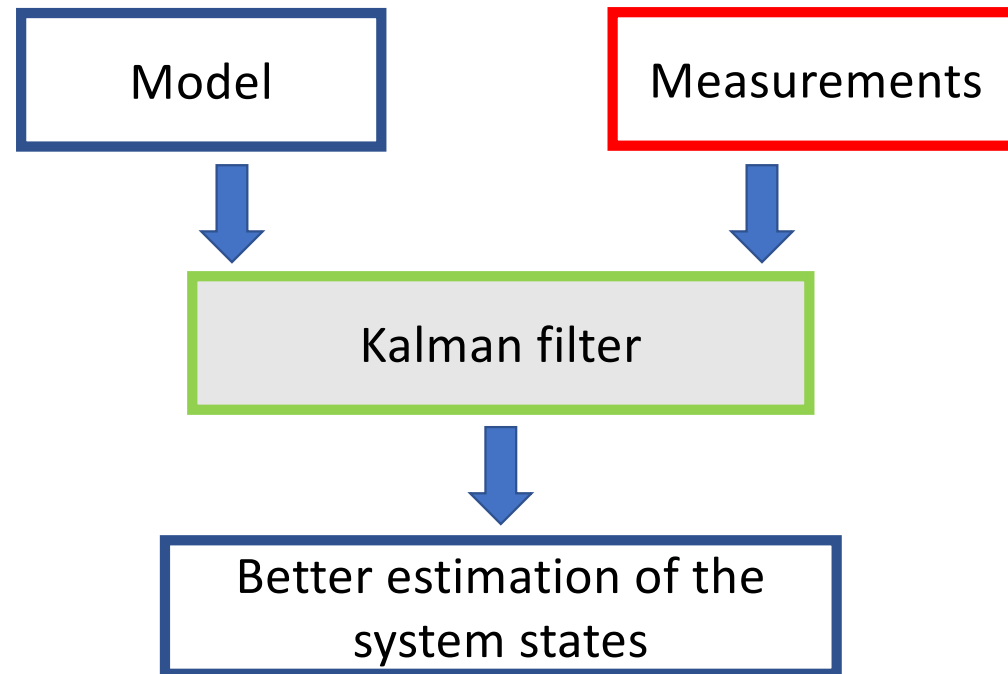 Model
Measurements
Kalman filter
Better estimation of the
system states